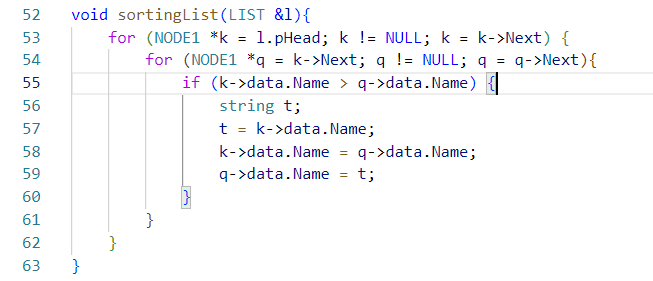 52 void sortingList(LIST &l){
53 for (NODE1 *k = l.pHead; k != NULL; k = k->Next) {
54 for (NODE1 *q = k->Next; q != NULL; q = q->Next){
55 if (k->data.Name > q->data.Name) {
56 string t;
57 t = k->data.Name;
58 k->data.Name = q->data.Name;
59 q->data.Name = t;
60 }
61 }
62 }
63 }